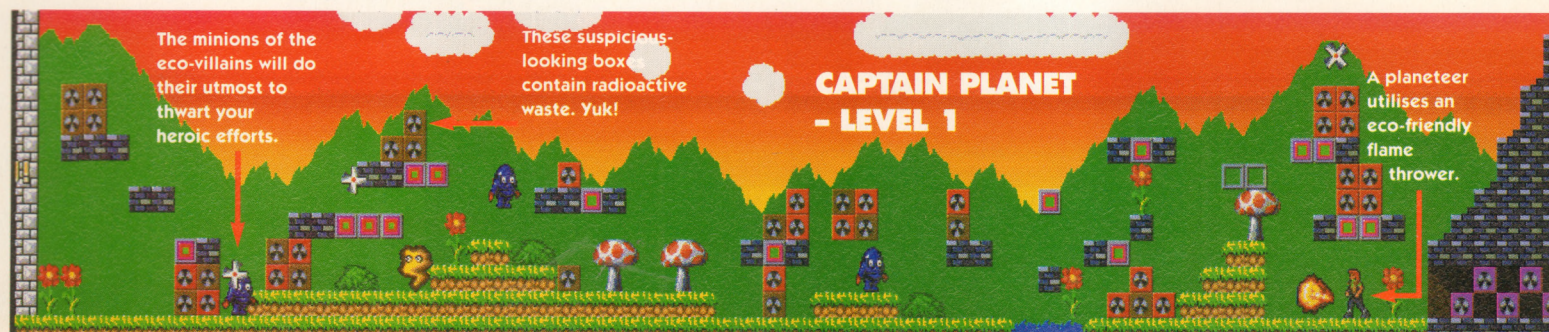 The minions of the
eco-villains will do
their utmost to
thwart your
heroic efforts.
These suspicious-
looking boxes
contain radioactive
waste. Yuk!
CAPTAIN PLANET
– LEVEL 1
A planeteer
utilises an
eco-friendly
flame
thrower.